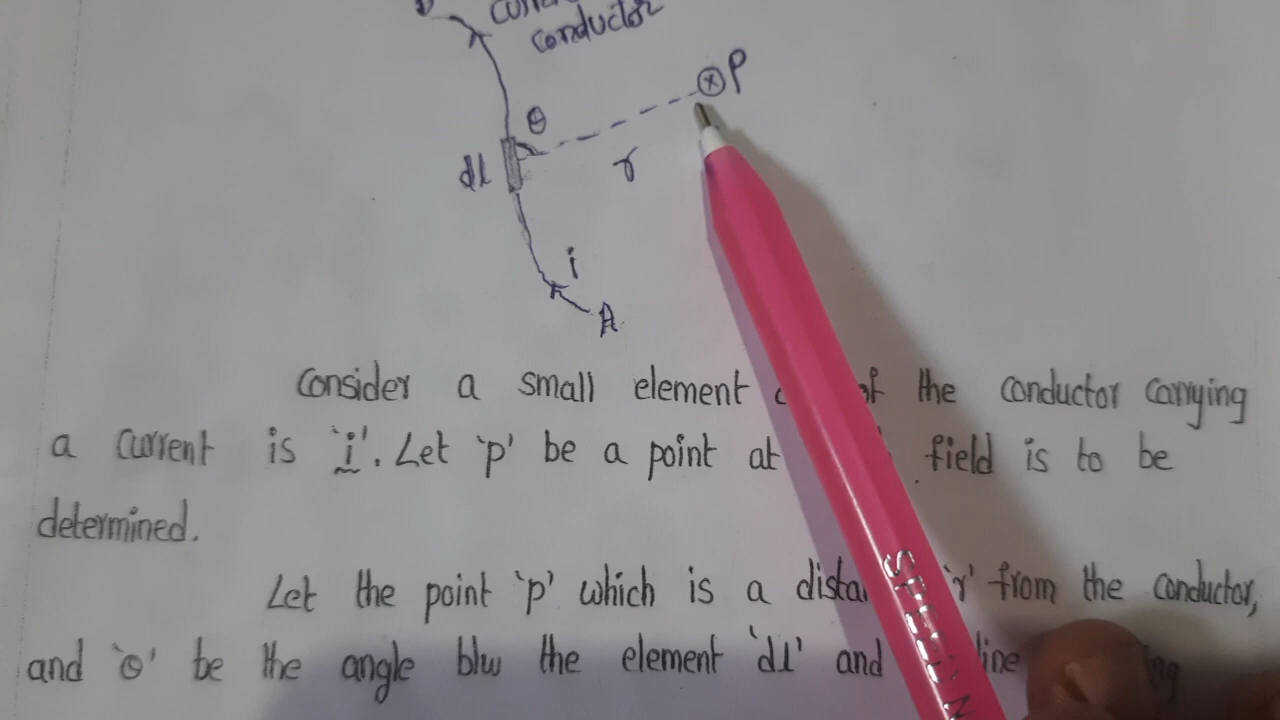 conductor
P
θ
dl
r
i
A
Consider a small element of the conductor carrying
a current is 'i'. Let 'p' be a point at field is to be
determined.
Let the point 'p' which is a 'r' from the conductor,
and 'θ' be the angle b/w the element 'dl' and line